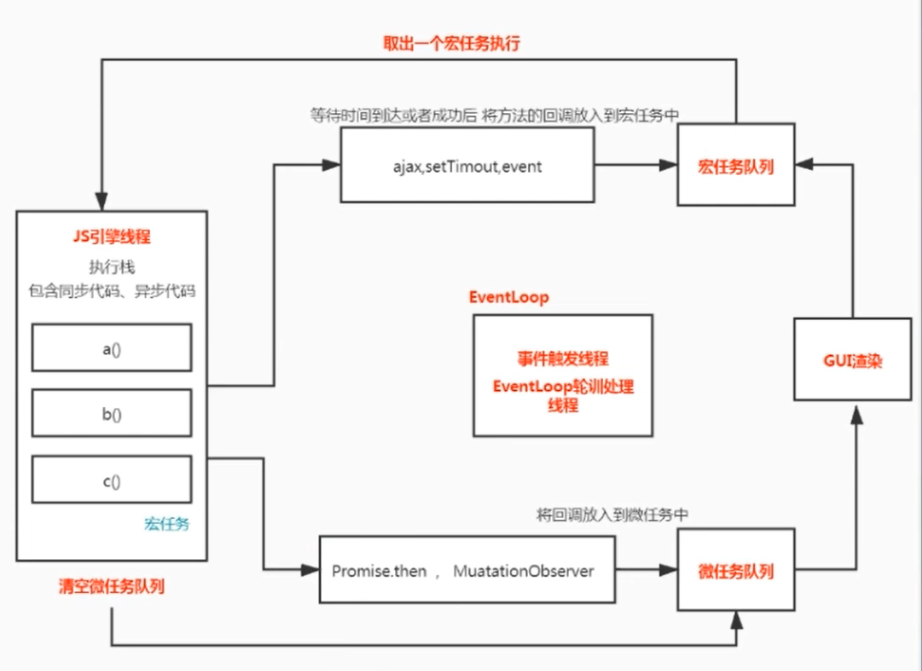 取出一个宏任务执行
等待时间到达或者成功后 将方法的回调放入到宏任务中
ajax,setTimout,event
宏任务队列
JS引擎线程
执行栈
包含同步代码、异步代码
a()
b()
c()
宏任务
清空微任务队列
EventLoop
事件触发线程
EventLoop轮训处理
线程
GUI渲染
将回调放入到微任务中
Promise.then ， MuatationObserver
微任务队列